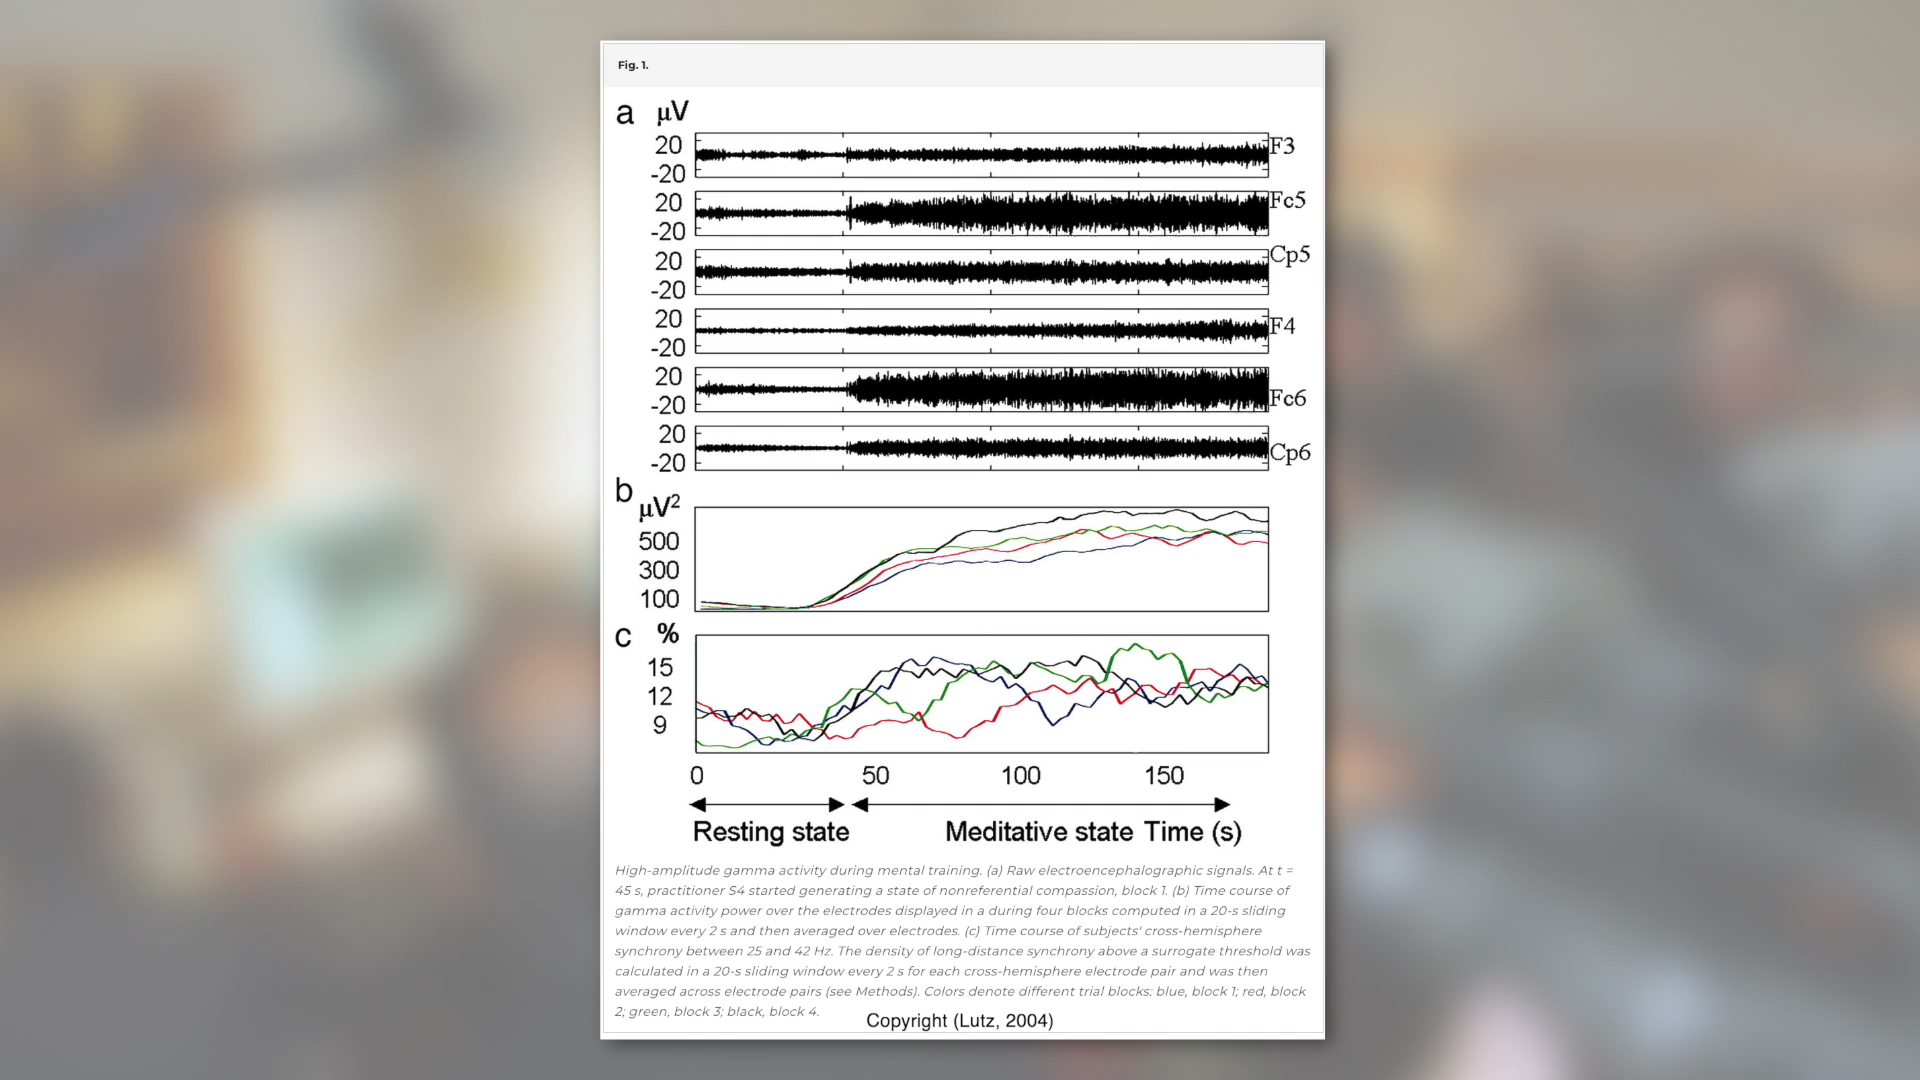 Fig. 1.
a μV
20
-20
F3
20
-20
Fc5
20
-20
Cp5
20
-20
F4
20
-20
Fc6
20
-20
Cp6
b
μV²
500
300
100
c %
15
12
9
0 50 100 150
Resting state Meditative state Time (s)
High-amplitude gamma activity during mental training. (a) Raw electroencephalographic signals. At t =
45 s, practitioner S4 started generating a state of nonreferential compassion, block 1. (b) Time course of
gamma activity power over the electrodes displayed in a during four blocks computed in a 20-s sliding
window every 2 s and then averaged over electrodes. (c) Time course of subjects' cross-hemisphere
synchrony between 25 and 42 Hz. The density of long-distance synchrony above a surrogate threshold was
calculated in a 20-s sliding window every 2 s for each cross-hemisphere electrode pair and was then
averaged across electrode pairs (see Methods). Colors denote different trial blocks: blue, block 1; red, block
2; green, block 3; black, block 4.
Copyright (Lutz, 2004)